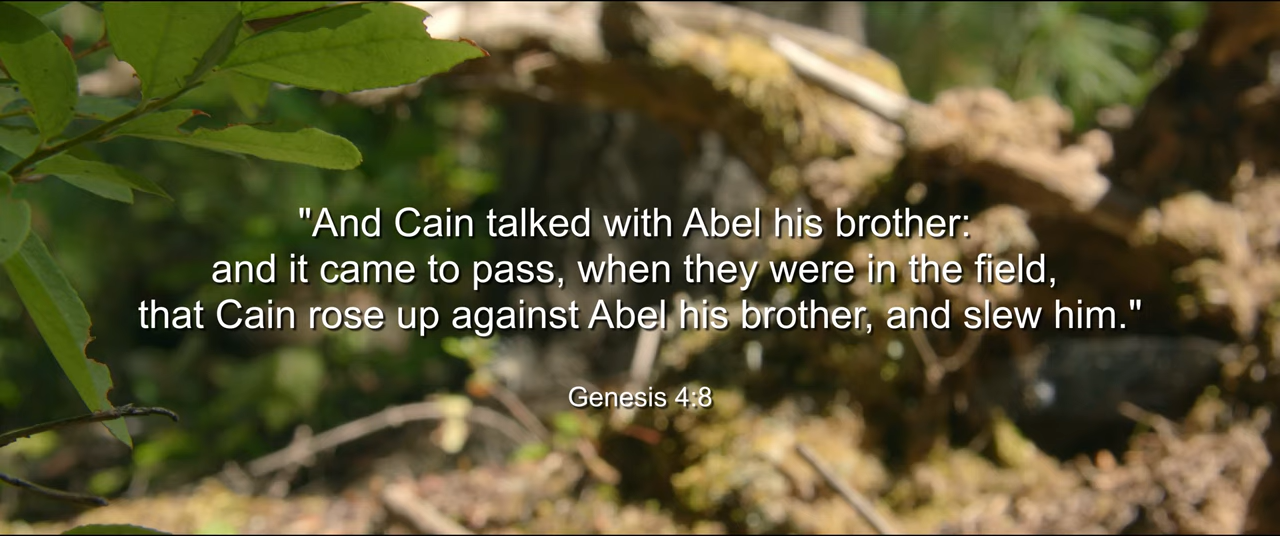 "And Cain talked with Abel his brother:
and it came to pass, when they were in the field,
that Cain rose up against Abel his brother, and slew him."
Genesis 4:8